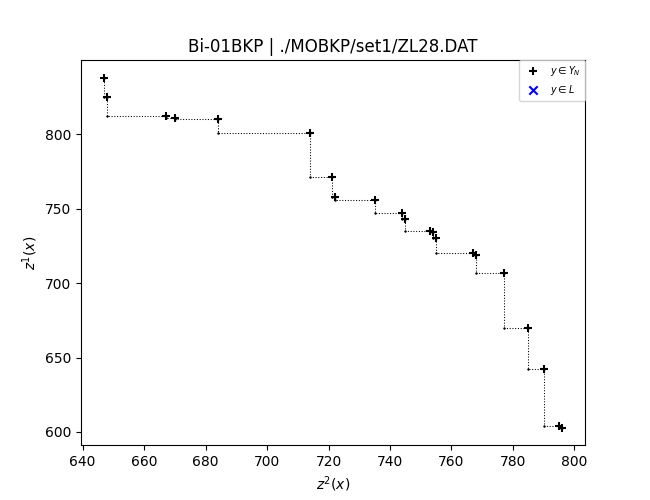 Bi-01BKP | ./MOBKP/set1/ZL28.DAT
y ∈ Y_N
y ∈ L
800
750
700
650
600
z¹(x)
640 660 680 700 720 740 760 780 800
z²(x)